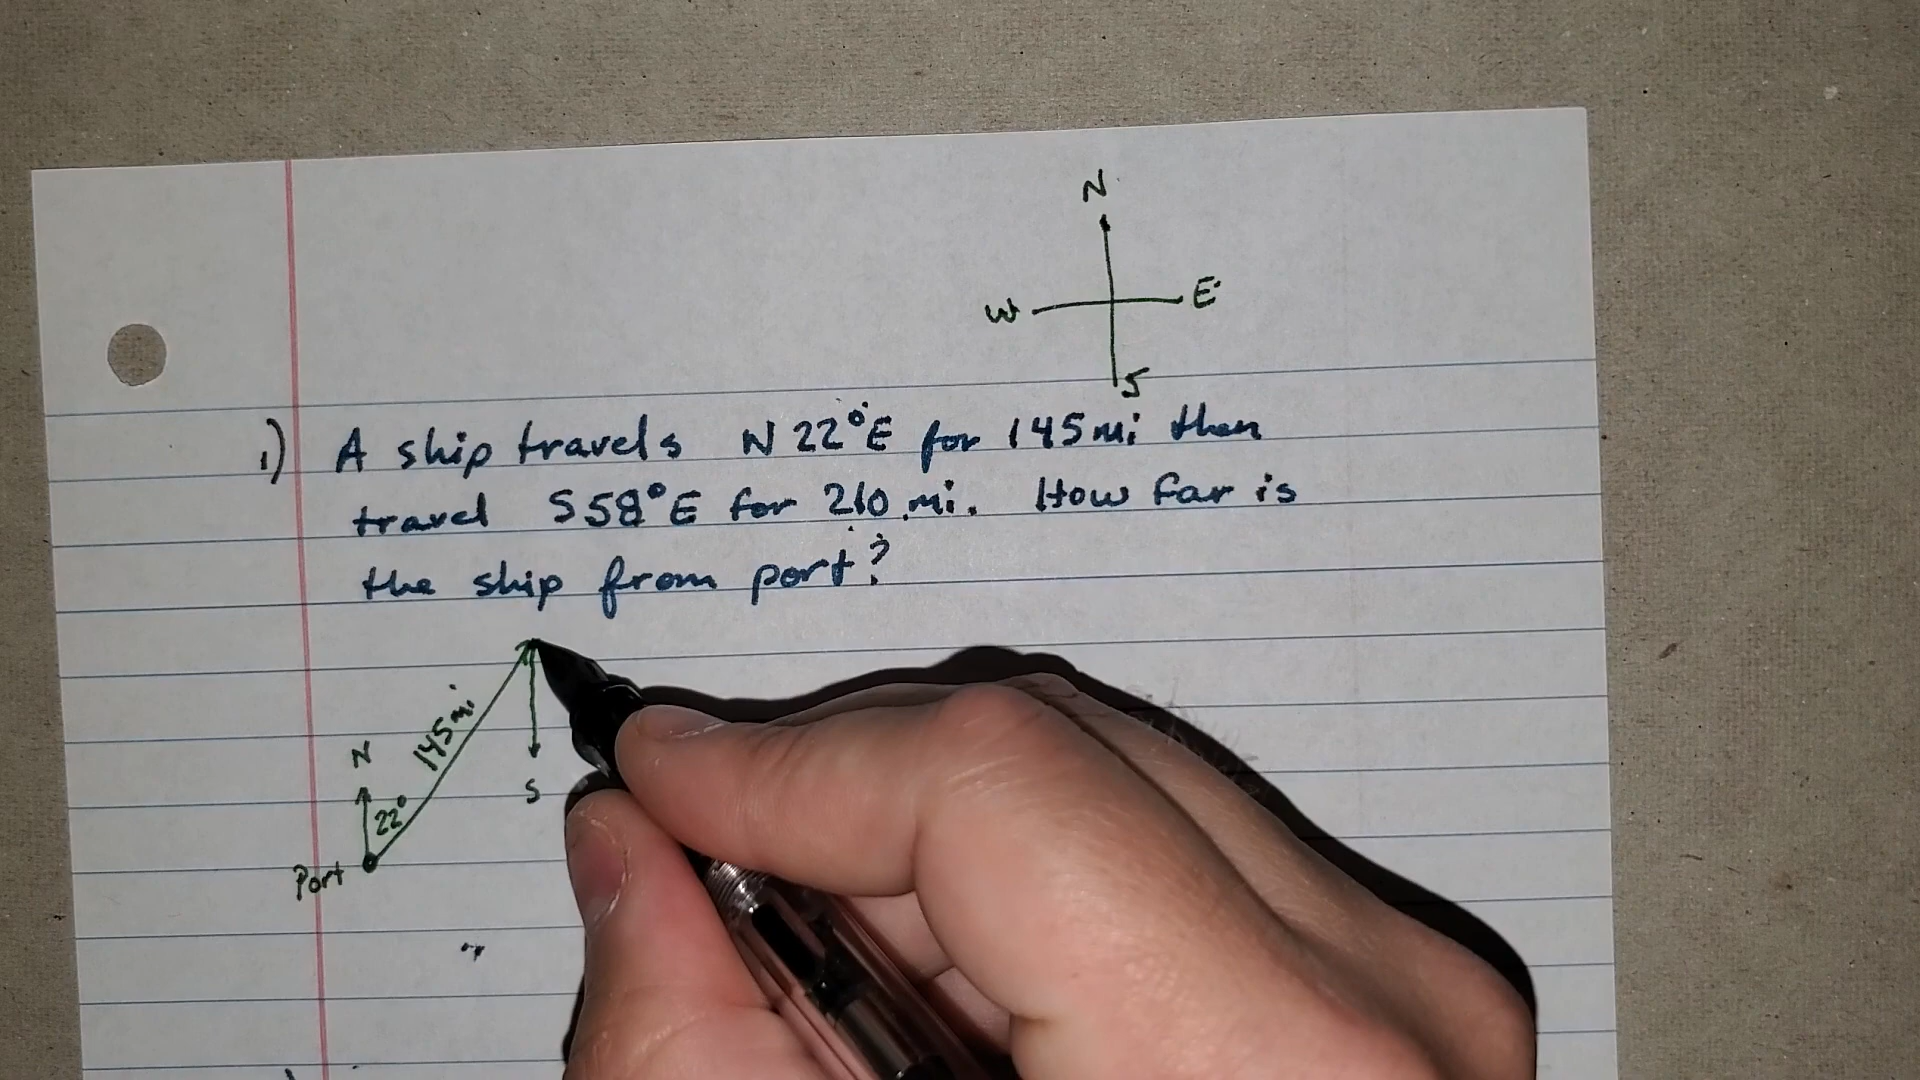 N
W E
S
1) A ship travels N 22° E for 145 mi then
travel S 58° E for 210 mi. How far is
the ship from port?
145 mi
N
22°
S
Port